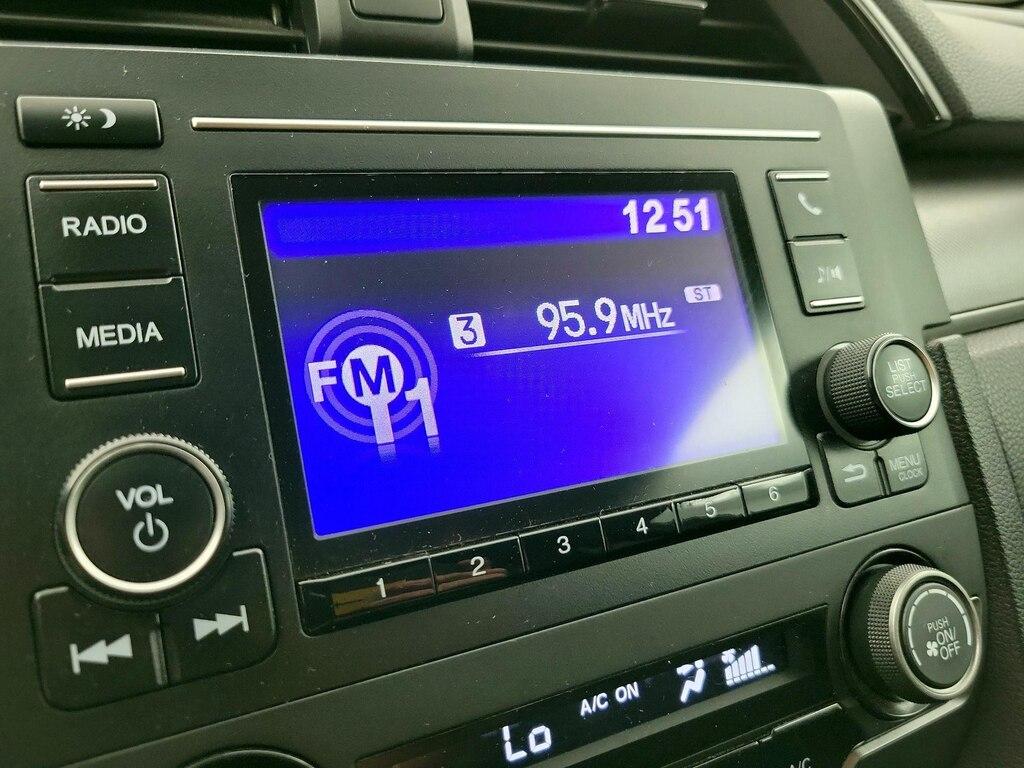 RADIO
MEDIA
VOL
12 51
3 95.9 MHz ST
FM
11
1 2 3 4 5 6
LIST
PUSH
SELECT
MENU
CLOCK
PUSH
ON/
OFF
Lo A/C ON
A/C